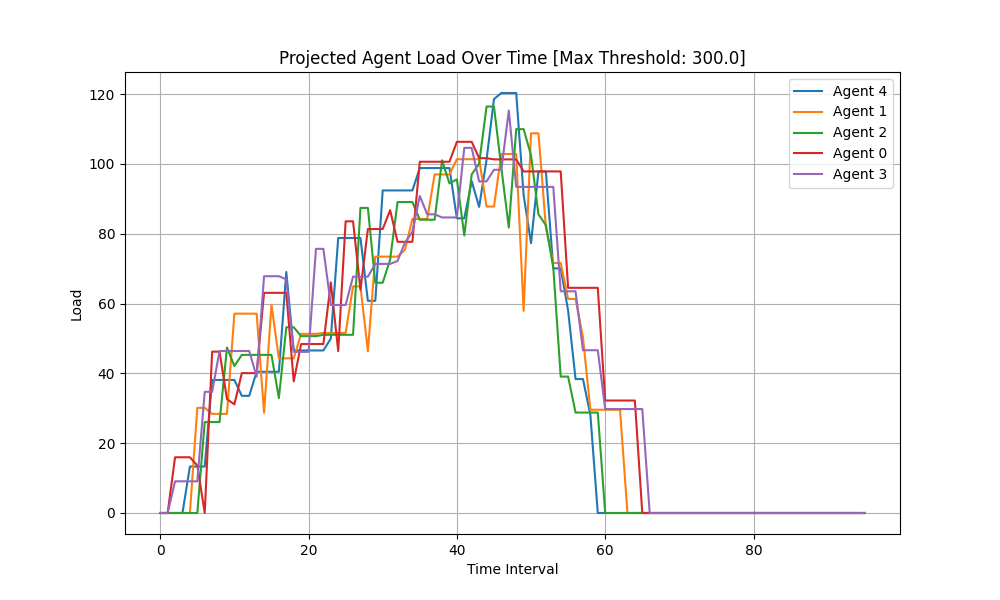 Projected Agent Load Over Time [Max Threshold: 300.0]
Agent 4
Agent 1
Agent 2
Agent 0
Agent 3
Load
120
100
80
60
40
20
0
0 20 40 60 80
Time Interval